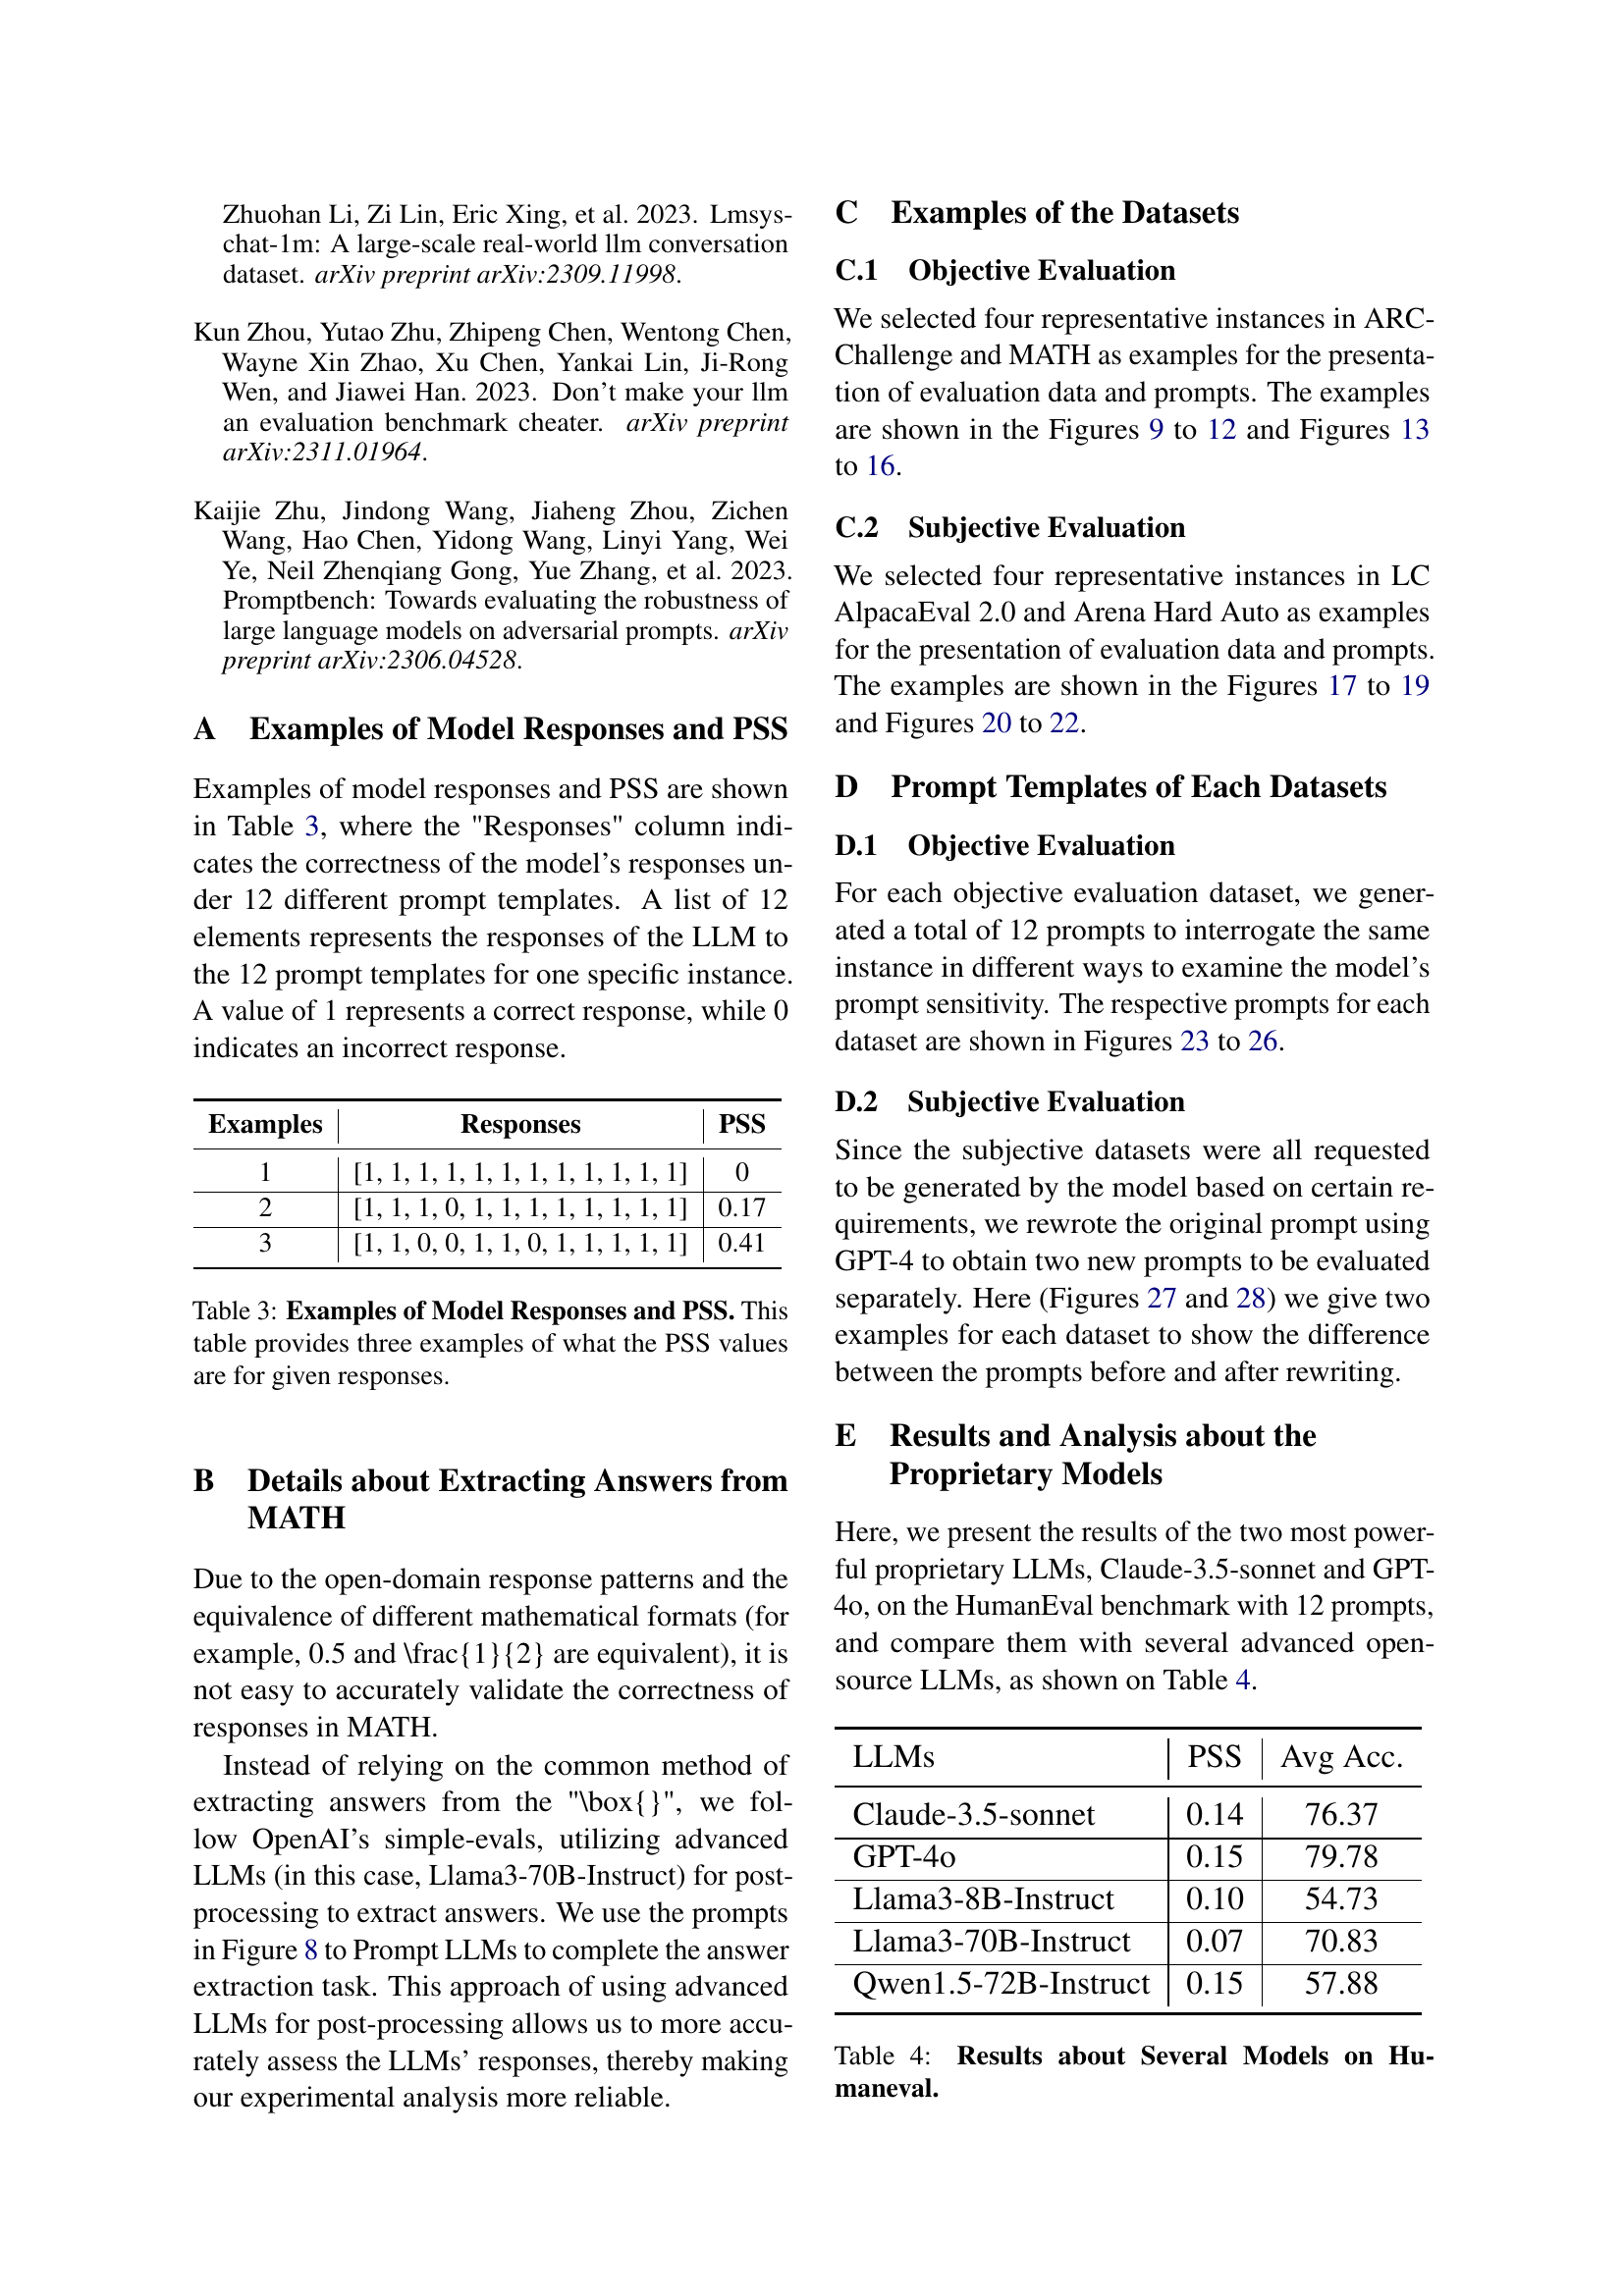 Zhuohan Li, Zi Lin, Eric Xing, et al. 2023. Lmsys-
chat-1m: A large-scale real-world llm conversation
dataset. arXiv preprint arXiv:2309.11998.
Kun Zhou, Yutao Zhu, Zhipeng Chen, Wentong Chen,
Wayne Xin Zhao, Xu Chen, Yankai Lin, Ji-Rong
Wen, and Jiawei Han. 2023. Don't make your llm
an evaluation benchmark cheater. arXiv preprint
arXiv:2311.01964.
Kaijie Zhu, Jindong Wang, Jiaheng Zhou, Zichen
Wang, Hao Chen, Yidong Wang, Linyi Yang, Wei
Ye, Neil Zhenqiang Gong, Yue Zhang, et al. 2023.
Promptbench: Towards evaluating the robustness of
large language models on adversarial prompts. arXiv
preprint arXiv:2306.04528.
A Examples of Model Responses and PSS
Examples of model responses and PSS are shown
in Table 3, where the "Responses" column indi-
cates the correctness of the model's responses un-
der 12 different prompt templates. A list of 12
elements represents the responses of the LLM to
the 12 prompt templates for one specific instance.
A value of 1 represents a correct response, while 0
indicates an incorrect response.
Examples Responses PSS
1 [1, 1, 1, 1, 1, 1, 1, 1, 1, 1, 1, 1] 0
2 [1, 1, 1, 0, 1, 1, 1, 1, 1, 1, 1, 1] 0.17
3 [1, 1, 0, 0, 1, 1, 0, 1, 1, 1, 1, 1] 0.41
Table 3: Examples of Model Responses and PSS. This
table provides three examples of what the PSS values
are for given responses.
B Details about Extracting Answers from
MATH
Due to the open-domain response patterns and the
equivalence of different mathematical formats (for
example, 0.5 and \frac{1}{2} are equivalent), it is
not easy to accurately validate the correctness of
responses in MATH.
Instead of relying on the common method of
extracting answers from the "\box{}", we fol-
low OpenAI's simple-evals, utilizing advanced
LLMs (in this case, Llama3-70B-Instruct) for post-
processing to extract answers. We use the prompts
in Figure 8 to Prompt LLMs to complete the answer
extraction task. This approach of using advanced
LLMs for post-processing allows us to more accu-
rately assess the LLMs' responses, thereby making
our experimental analysis more reliable.
C Examples of the Datasets
C.1 Objective Evaluation
We selected four representative instances in ARC-
Challenge and MATH as examples for the presenta-
tion of evaluation data and prompts. The examples
are shown in the Figures 9 to 12 and Figures 13
to 16.
C.2 Subjective Evaluation
We selected four representative instances in LC
AlpacaEval 2.0 and Arena Hard Auto as examples
for the presentation of evaluation data and prompts.
The examples are shown in the Figures 17 to 19
and Figures 20 to 22.
D Prompt Templates of Each Datasets
D.1 Objective Evaluation
For each objective evaluation dataset, we gener-
ated a total of 12 prompts to interrogate the same
instance in different ways to examine the model's
prompt sensitivity. The respective prompts for each
dataset are shown in Figures 23 to 26.
D.2 Subjective Evaluation
Since the subjective datasets were all requested
to be generated by the model based on certain re-
quirements, we rewrote the original prompt using
GPT-4 to obtain two new prompts to be evaluated
separately. Here (Figures 27 and 28) we give two
examples for each dataset to show the difference
between the prompts before and after rewriting.
E Results and Analysis about the
Proprietary Models
Here, we present the results of the two most power-
ful proprietary LLMs, Claude-3.5-sonnet and GPT-
4o, on the HumanEval benchmark with 12 prompts,
and compare them with several advanced open-
source LLMs, as shown on Table 4.
LLMs PSS Avg Acc.
Claude-3.5-sonnet 0.14 76.37
GPT-4o 0.15 79.78
Llama3-8B-Instruct 0.10 54.73
Llama3-70B-Instruct 0.07 70.83
Qwen1.5-72B-Instruct 0.15 57.88
Table 4: Results about Several Models on Hu-
maneval.